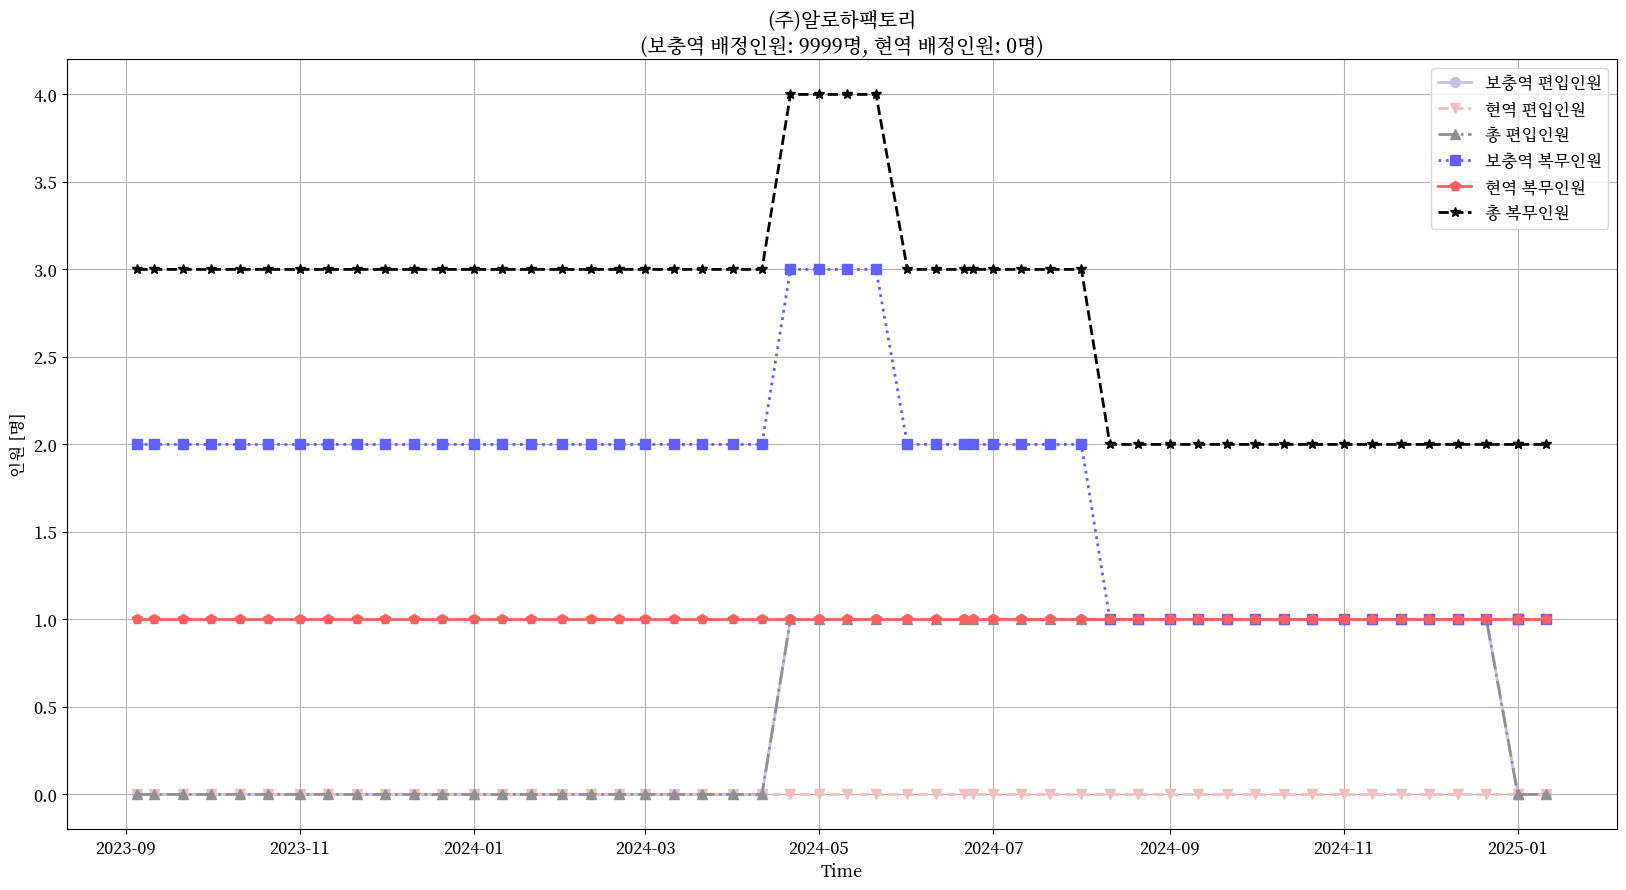 (주)알로하팩토리
(보충역 배정인원: 9999명, 현역 배정인원: 0명)
보충역 편입인원
현역 편입인원
총 편입인원
보충역 복무인원
현역 복무인원
총 복무인원
인원 [명]
4.0
3.5
3.0
2.5
2.0
1.5
1.0
0.5
0.0
2023-09
2023-11
2024-01
2024-03
2024-05
2024-07
2024-09
2024-11
2025-01
Time